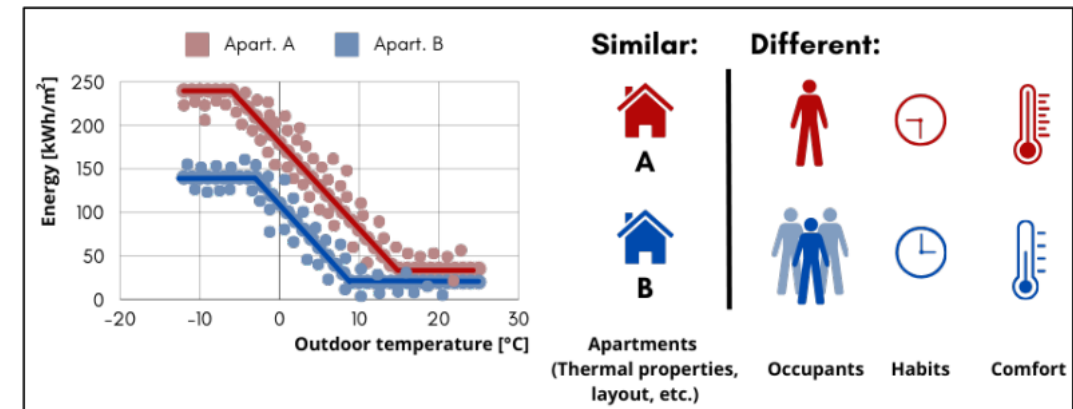 Apart. A
Apart. B
Energy [kWh/m²]
250
200
150
100
50
0
-20
-10
0
10
20
30
Outdoor temperature [°C]
Similar:
Different:
A
B
Apartments
(Thermal properties,
layout, etc.)
Occupants
Habits
Comfort